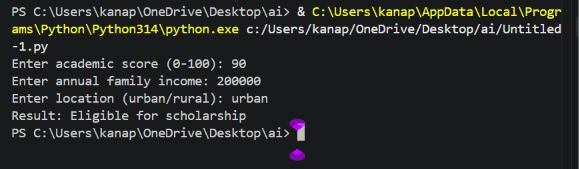 PS C:\Users\kanap\OneDrive\Desktop\ai> & C:\Users\kanap\AppData\Local\Progr
ams\Python\Python314\python.exe c:/Users/kanap/OneDrive/Desktop/ai/Untitled
-1.py
Enter academic score (0-100): 90
Enter annual family income: 200000
Enter location (urban/rural): urban
Result: Eligible for scholarship
PS C:\Users\kanap\OneDrive\Desktop\ai>